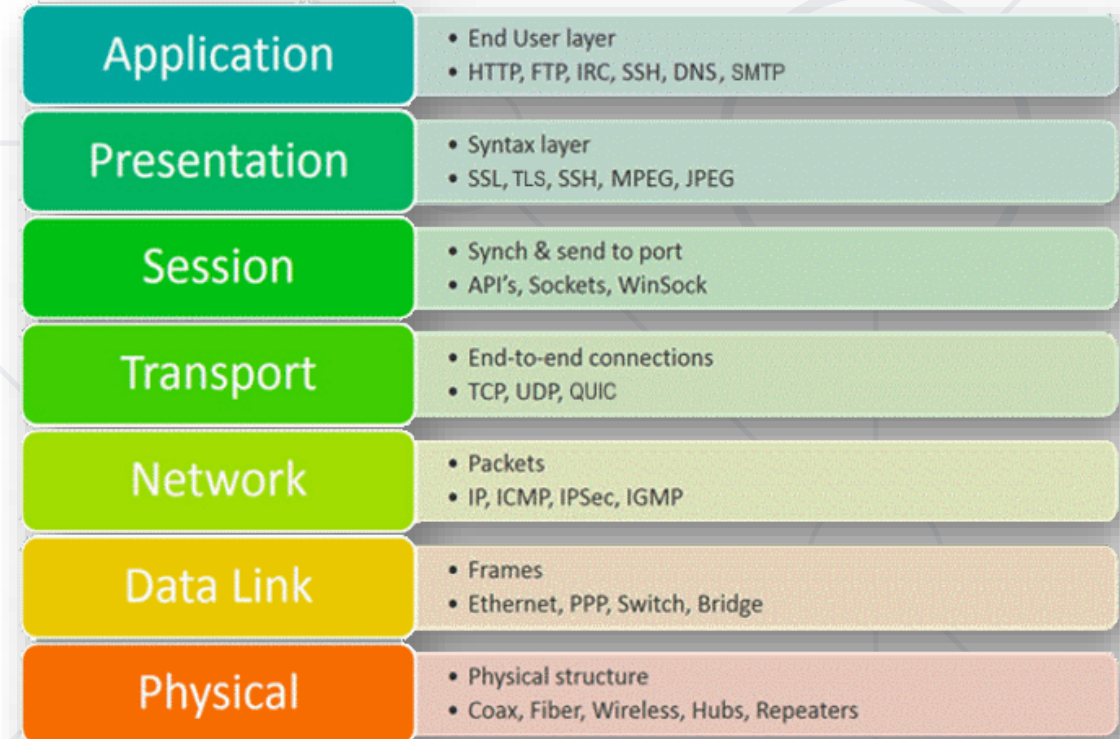 Application
• End User layer
• HTTP, FTP, IRC, SSH, DNS, SMTP
Presentation
• Syntax layer
• SSL, TLS, SSH, MPEG, JPEG
Session
• Synch & send to port
• API's, Sockets, WinSock
Transport
• End-to-end connections
• TCP, UDP, QUIC
Network
• Packets
• IP, ICMP, IPSec, IGMP
Data Link
• Frames
• Ethernet, PPP, Switch, Bridge
Physical
• Physical structure
• Coax, Fiber, Wireless, Hubs, Repeaters